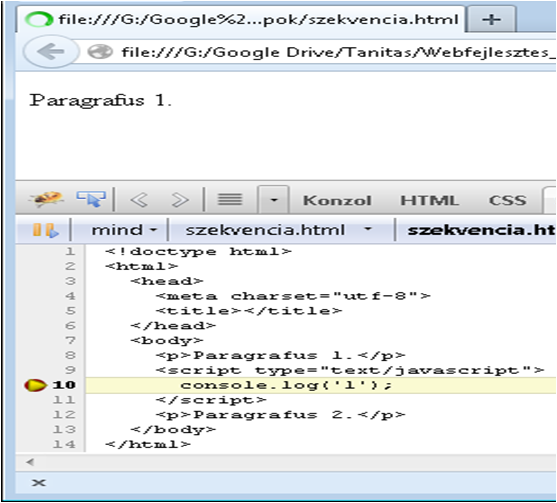 file:///G:/Google%2...pok/szekvencia.html
file:///G:/Google Drive/Tanitas/Webfejlesztes_
Paragrafus 1.
Konzol HTML CSS
mind szekvencia.html szekvencia.ht
1 <!doctype html>
2 <html>
3 <head>
4 <meta charset="utf-8">
5 <title></title>
6 </head>
7 <body>
8 <p>Paragrafus 1.</p>
9 <script type="text/javascript">
10 console.log('1');
11 </script>
12 <p>Paragrafus 2.</p>
13 </body>
14 </html>